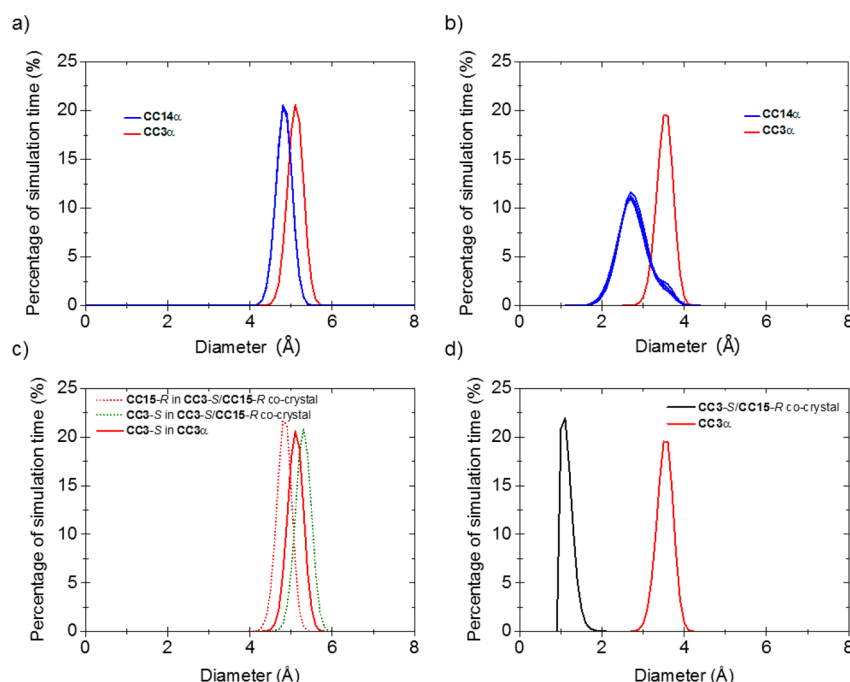 a)
25
20
15
10
5
0
Percentage of simulation time (%)
CC14α
CC3α
0 2 4 6 8
Diameter (Å)
b)
25
20
15
10
5
0
Percentage of simulation time (%)
CC14α
CC3α
0 2 4 6 8
Diameter (Å)
c)
25
20
15
10
5
0
Percentage of simulation time (%)
CC15-R in CC3-S/CC15-R co-crystal
CC3-S in CC3-S/CC15-R co-crystal
CC3-S in CC3α
0 2 4 6 8
Diameter (Å)
d)
25
20
15
10
5
0
Percentage of simulation time (%)
CC3-S/CC15-R co-crystal
CC3α
0 2 4 6 8
Diameter (Å)